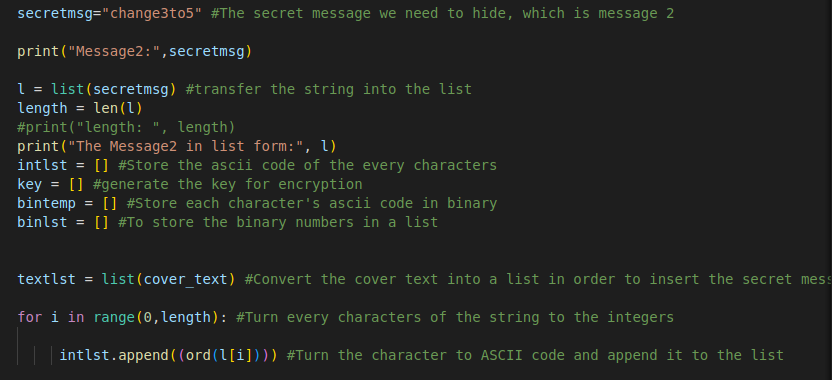 secretmsg="change3to5" #The secret message we need to hide, which is message 2
print("Message2:",secretmsg)
l = list(secretmsg) #transfer the string into the list
length = len(l)
#print("length: ", length)
print("The Message2 in list form:", l)
intlst = [] #Store the ascii code of the every characters
key = [] #generate the key for encryption
bintemp = [] #Store each character's ascii code in binary
binlst = [] #To store the binary numbers in a list
textlst = list(cover_text) #Convert the cover text into a list in order to insert the secret mes
for i in range(0,length): #Turn every characters of the string to the integers
intlst.append((ord(l[i]))) #Turn the character to ASCII code and append it to the list